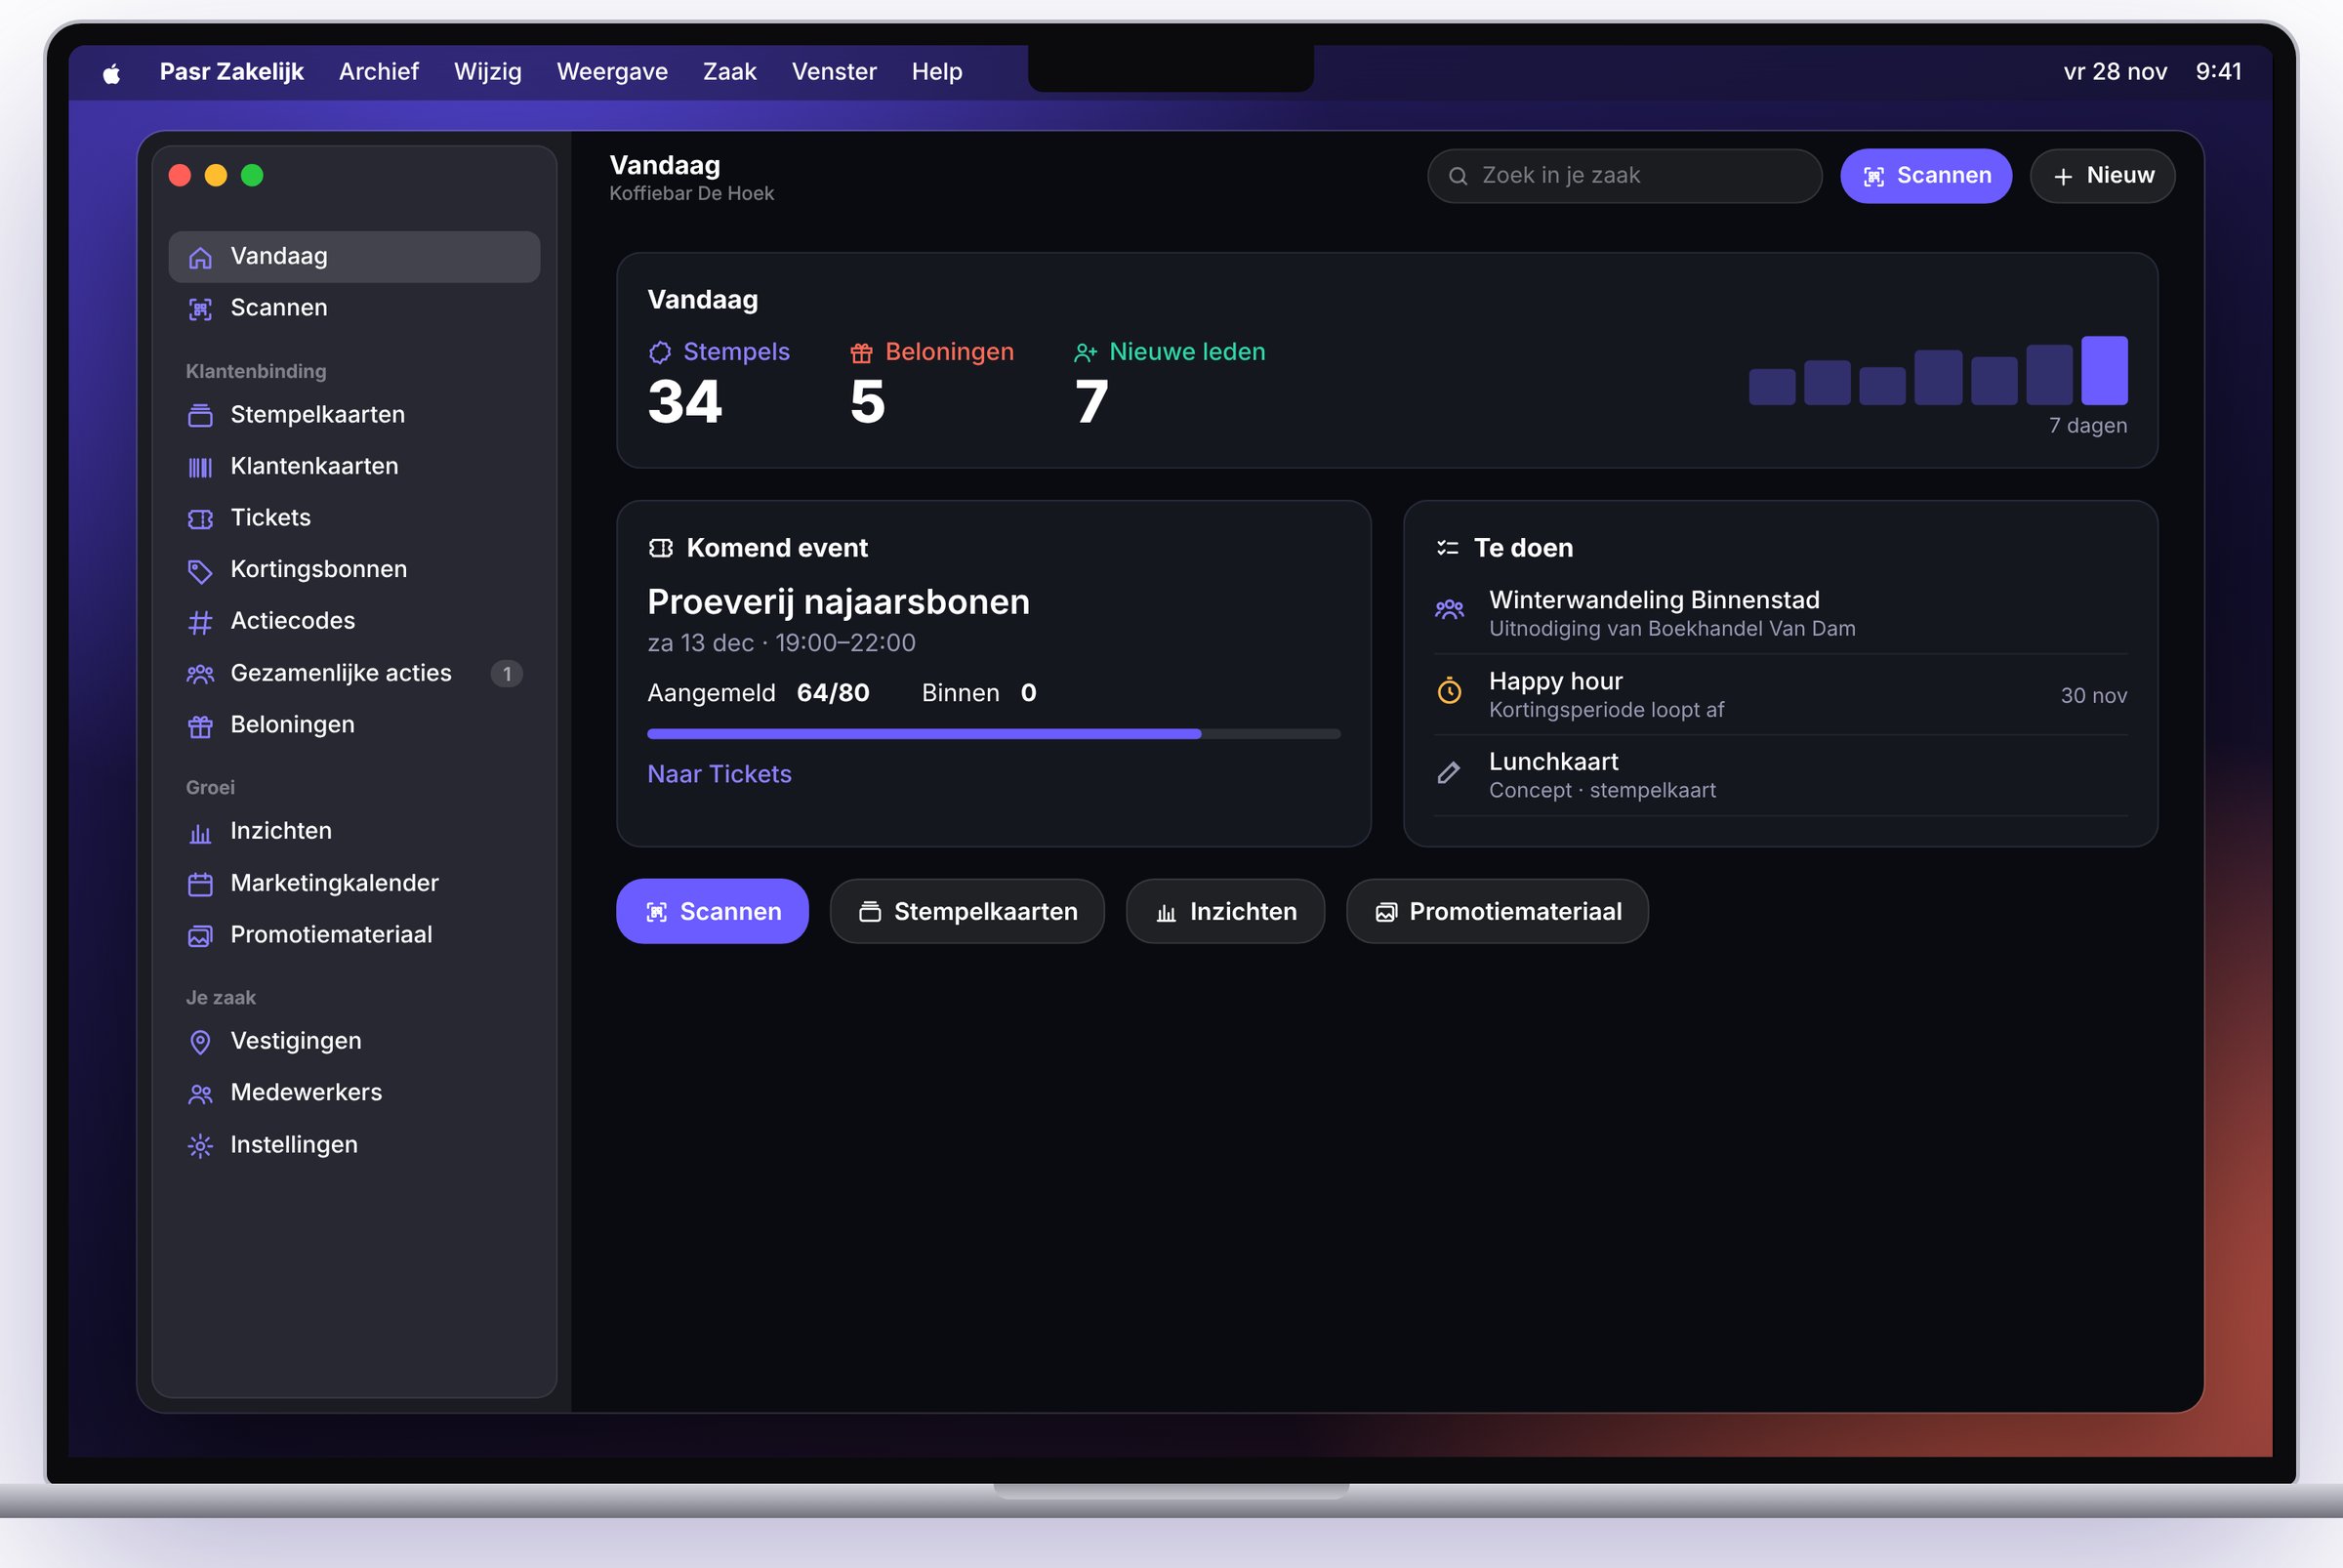 Pasr Zakelijk Archief Wijzig Weergave Zaak Venster Help vr 28 nov 9:41
Vandaag
Scannen
Klantenbinding
Stempelkaarten
Klantenkaarten
Tickets
Kortingsbonnen
Actiecodes
Gezamenlijke acties 1
Beloningen
Groei
Inzichten
Marketingkalender
Promotiemateriaal
Je zaak
Vestigingen
Medewerkers
Instellingen
Vandaag
Koffiebar De Hoek
Zoek in je zaak Scannen Nieuw
Vandaag
Stempels Beloningen Nieuwe leden
34 5 7
7 dagen
Komend event
Proeverij najaarsbonen
za 13 dec · 19:00–22:00
Aangemeld 64/80 Binnen 0
Naar Tickets
Te doen
Winterwandeling Binnenstad
Uitnodiging van Boekhandel Van Dam
Happy hour
Kortingsperiode loopt af
30 nov
Lunchkaart
Concept · stempelkaart
Scannen Stempelkaarten Inzichten Promotiemateriaal